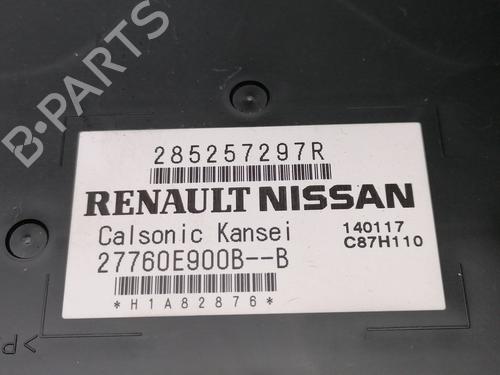 285257297R
RENAULT NISSAN
Calsonic Kansei
140117
C87H110
27760E900B--B
*H1A82876*
>P
B-PARTS